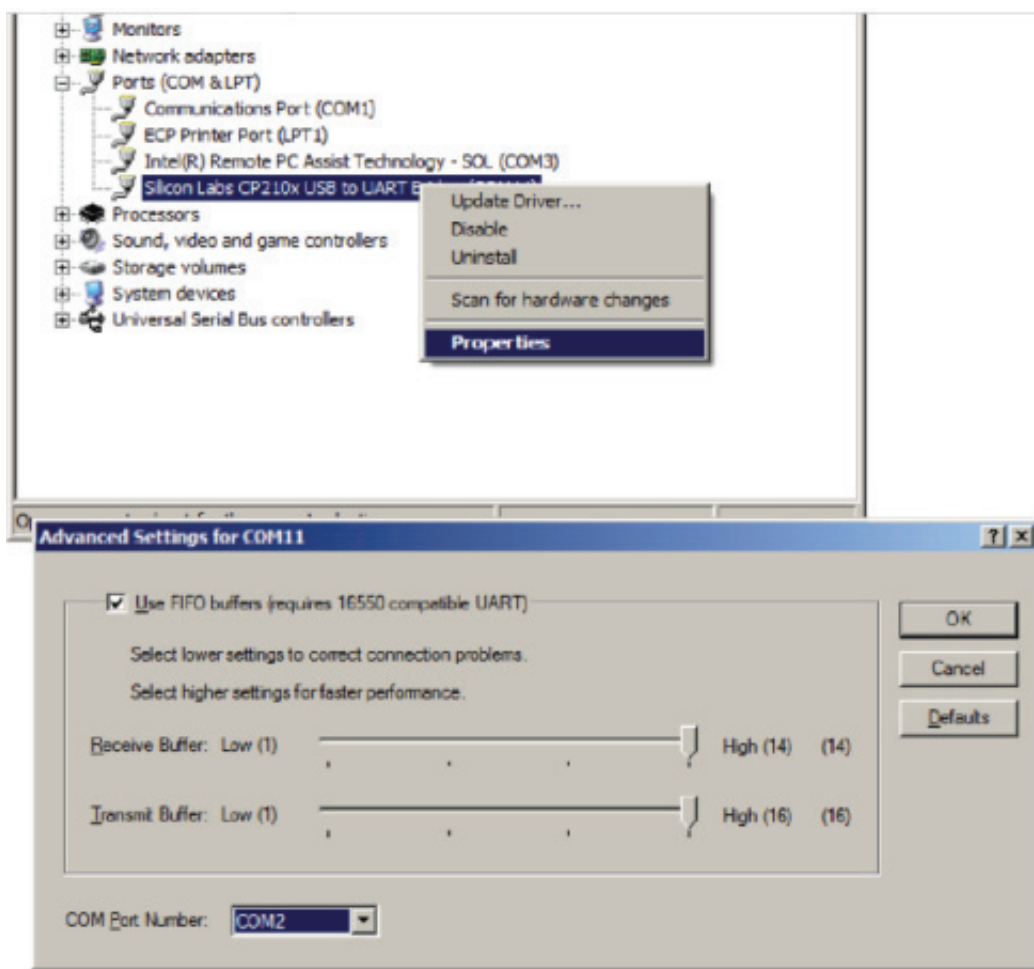 Monitors
Network adapters
Ports (COM & LPT)
Communications Port (COM1)
ECP Printer Port (LPT1)
Intel(R) Remote PC Assist Technology - SOL (COM3)
Silicon Labs CP210x USB to UART
Update Driver...
Processors
Disable
Sound, video and game controllers
Uninstall
Storage volumes
System devices
Scan for hardware changes
Universal Serial Bus controllers
Properties
Advanced Settings for COM11
Use FIFO buffers (requires 16550 compatible UART)
OK
Select lower settings to correct connection problems.
Cancel
Select higher settings for faster performance.
Defaults
Receive Buffer: Low (1) High (14) (14)
Transmit Buffer: Low (1) High (16) (16)
COM Port Number: COM2